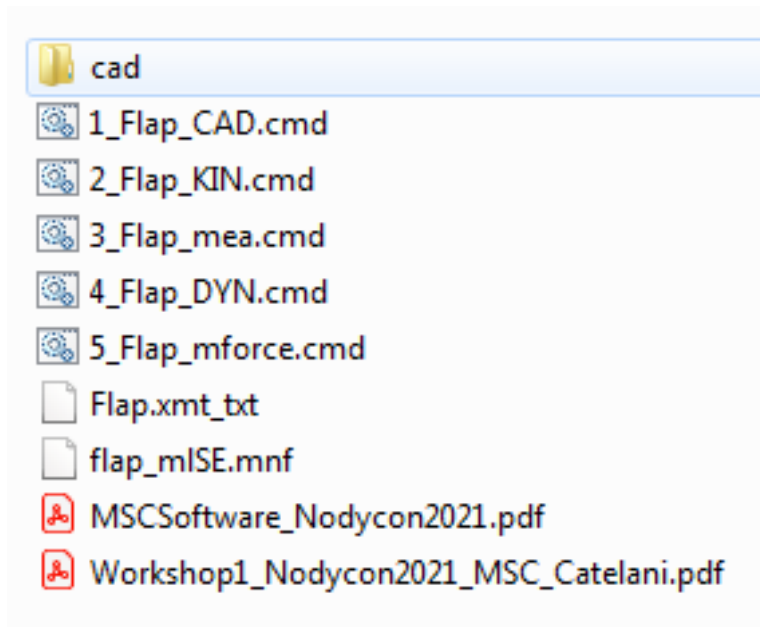 cad
1_Flap_CAD.cmd
2_Flap_KIN.cmd
3_Flap_mea.cmd
4_Flap_DYN.cmd
5_Flap_mforce.cmd
Flap.xmt_txt
flap_mISE.mnf
MSCSoftware_Nodycon2021.pdf
Workshop1_Nodycon2021_MSC_Catelani.pdf